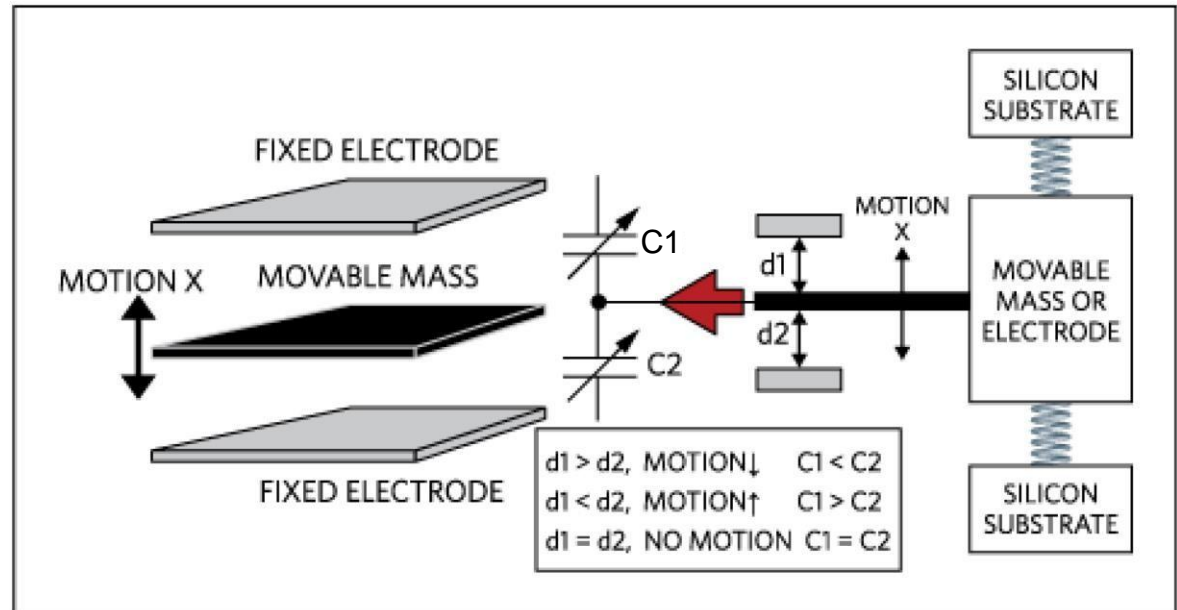 FIXED ELECTRODE
MOTION X
MOVABLE MASS
FIXED ELECTRODE
C1
C2
d1
d2
MOTION
X
SILICON
SUBSTRATE
MOVABLE
MASS OR
ELECTRODE
SILICON
SUBSTRATE
d1 > d2, MOTION↓ C1 < C2
d1 < d2, MOTION↑ C1 > C2
d1 = d2, NO MOTION C1 = C2